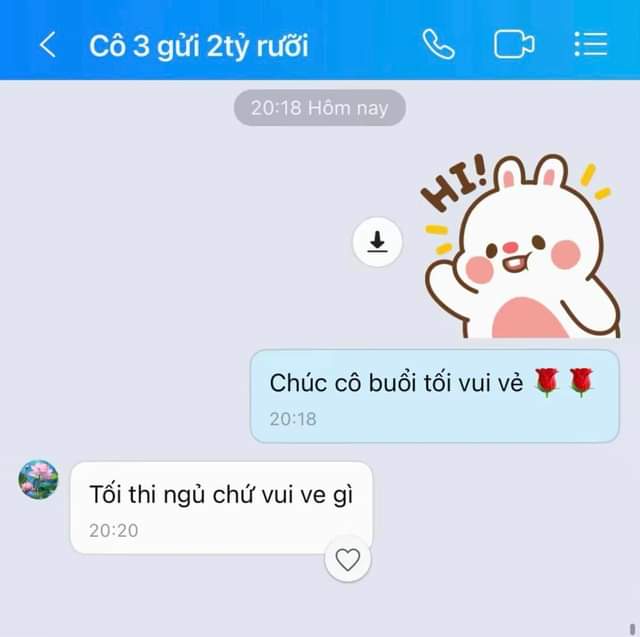 Cô 3 gửi 2tỷ rưỡi
20:18 Hôm nay
HI!
Chúc cô buổi tối vui vẻ 🌹🌹
20:18
Tối thi ngủ chứ vui ve gì
20:20